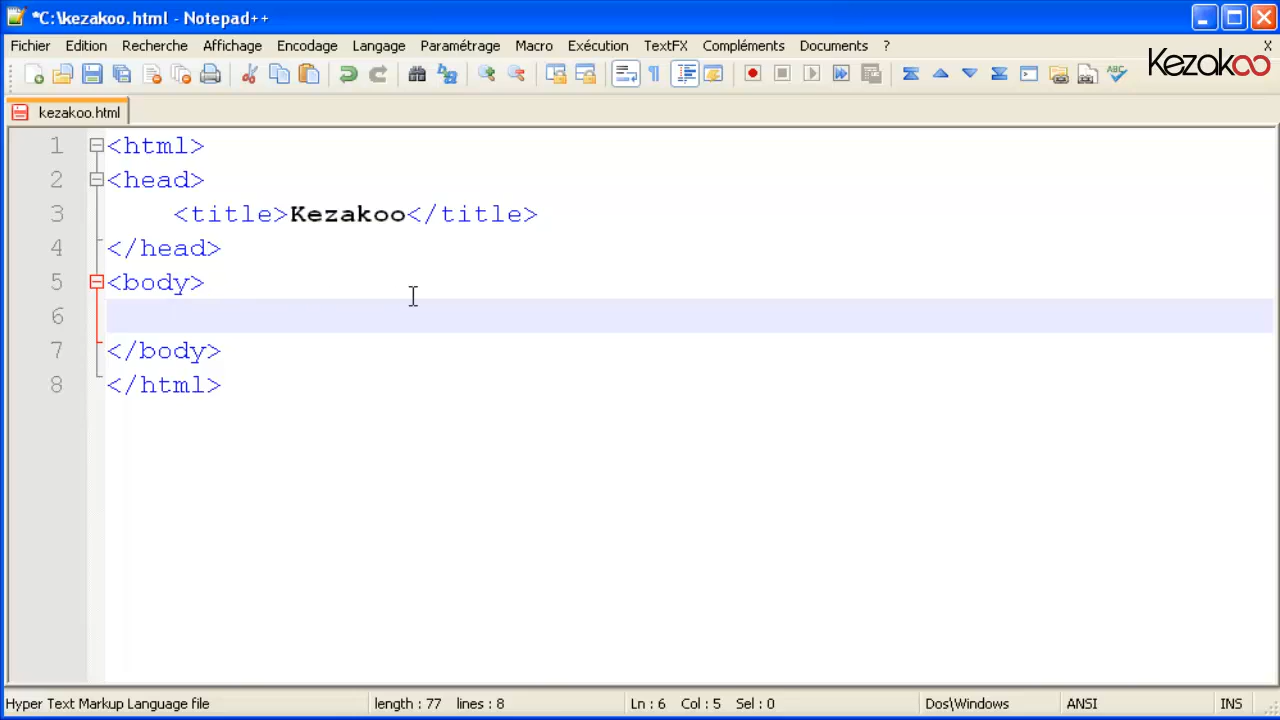 *C:\kezakoo.html - Notepad++
Fichier Edition Recherche Affichage Encodage Langage Paramétrage Macro Exécution TextFX Compléments Documents ? X
Kezakoo
kezakoo.html
1 <html>
2 <head>
3 <title>Kezakoo</title>
4 </head>
5 <body>
6
7 </body>
8 </html>
Hyper Text Markup Language file length : 77 lines : 8 Ln : 6 Col : 5 Sel : 0 Dos\Windows ANSI INS